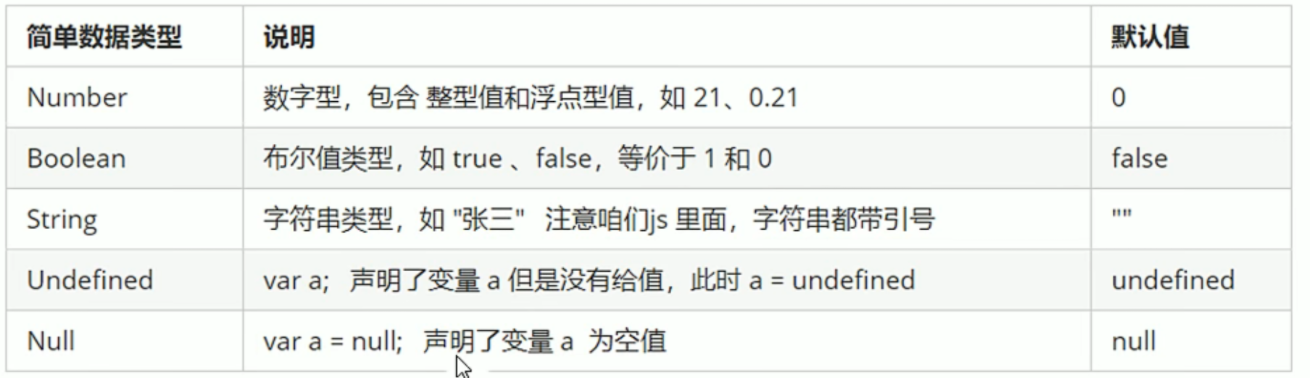 简单数据类型 说明 默认值
Number 数字型，包含 整型值和浮点型值，如 21、0.21 0
Boolean 布尔值类型，如 true 、false，等价于 1 和 0 false
String 字符串类型，如 "张三" 注意咱们js 里面，字符串都带引号 ""
Undefined var a; 声明了变量 a 但是没有给值，此时 a = undefined undefined
Null var a = null; 声明了变量 a 为空值 null